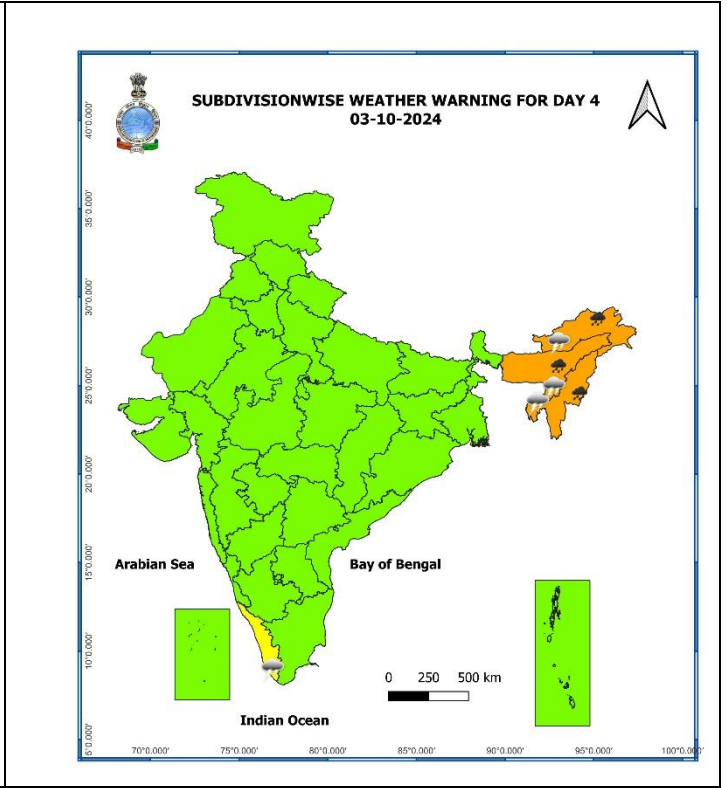 SUBDIVISIONWISE WEATHER WARNING FOR DAY 4
03-10-2024
40°0.000'
35°0.000'
30°0.000'
25°0.000'
20°0.000'
15°0.000'
10°0.000'
5°0.000'
Arabian Sea
Bay of Bengal
0 250 500 km
Indian Ocean
70°0.000' 75°0.000' 80°0.000' 85°0.000' 90°0.000' 95°0.000' 100°0.000'